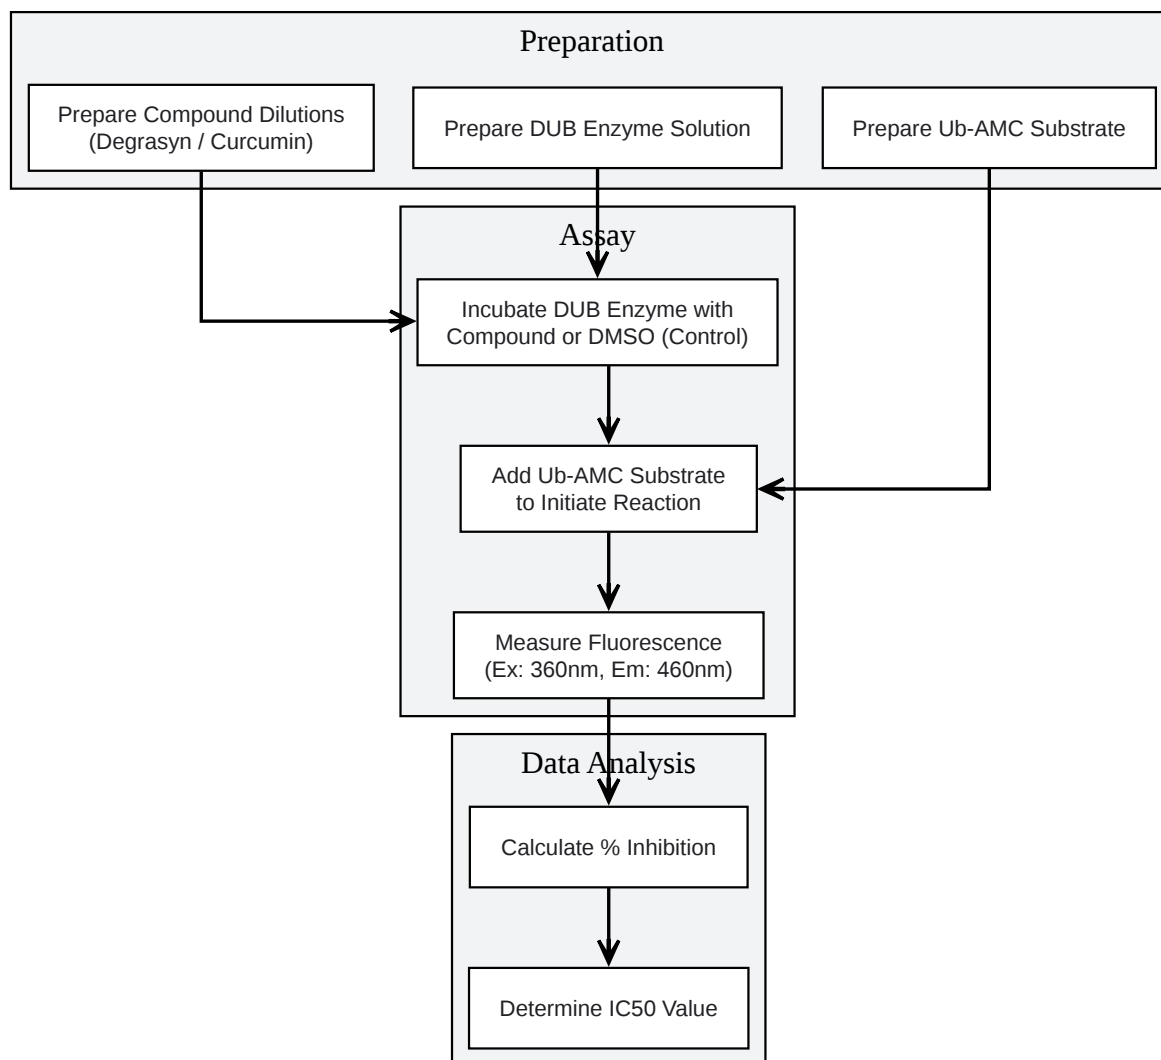 Preparation
Prepare Compound Dilutions
(Degrasyn / Curcumin)
Prepare DUB Enzyme Solution
Prepare Ub-AMC Substrate
Assay
Incubate DUB Enzyme with
Compound or DMSO (Control)
Add Ub-AMC Substrate
to Initiate Reaction
Measure Fluorescence
(Ex: 360nm, Em: 460nm)
Data Analysis
Calculate % Inhibition
Determine IC50 Value